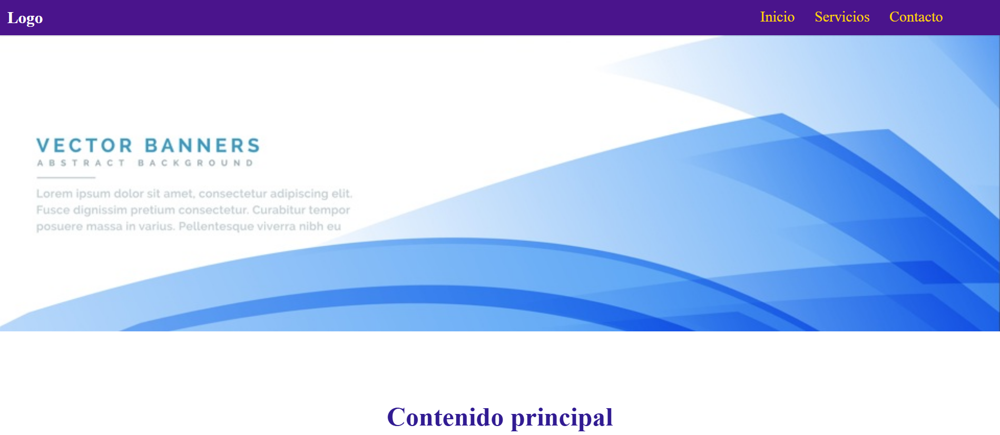 Logo
Inicio Servicios Contacto
VECTOR BANNERS
ABSTRACT BACKGROUND
Lorem ipsum dolor sit amet, consectetur adipiscing elit.
Fusce dignissim pretium consectetur. Curabitur tempor
posuere massa in varius. Pellentesque viverra nibh eu
Contenido principal